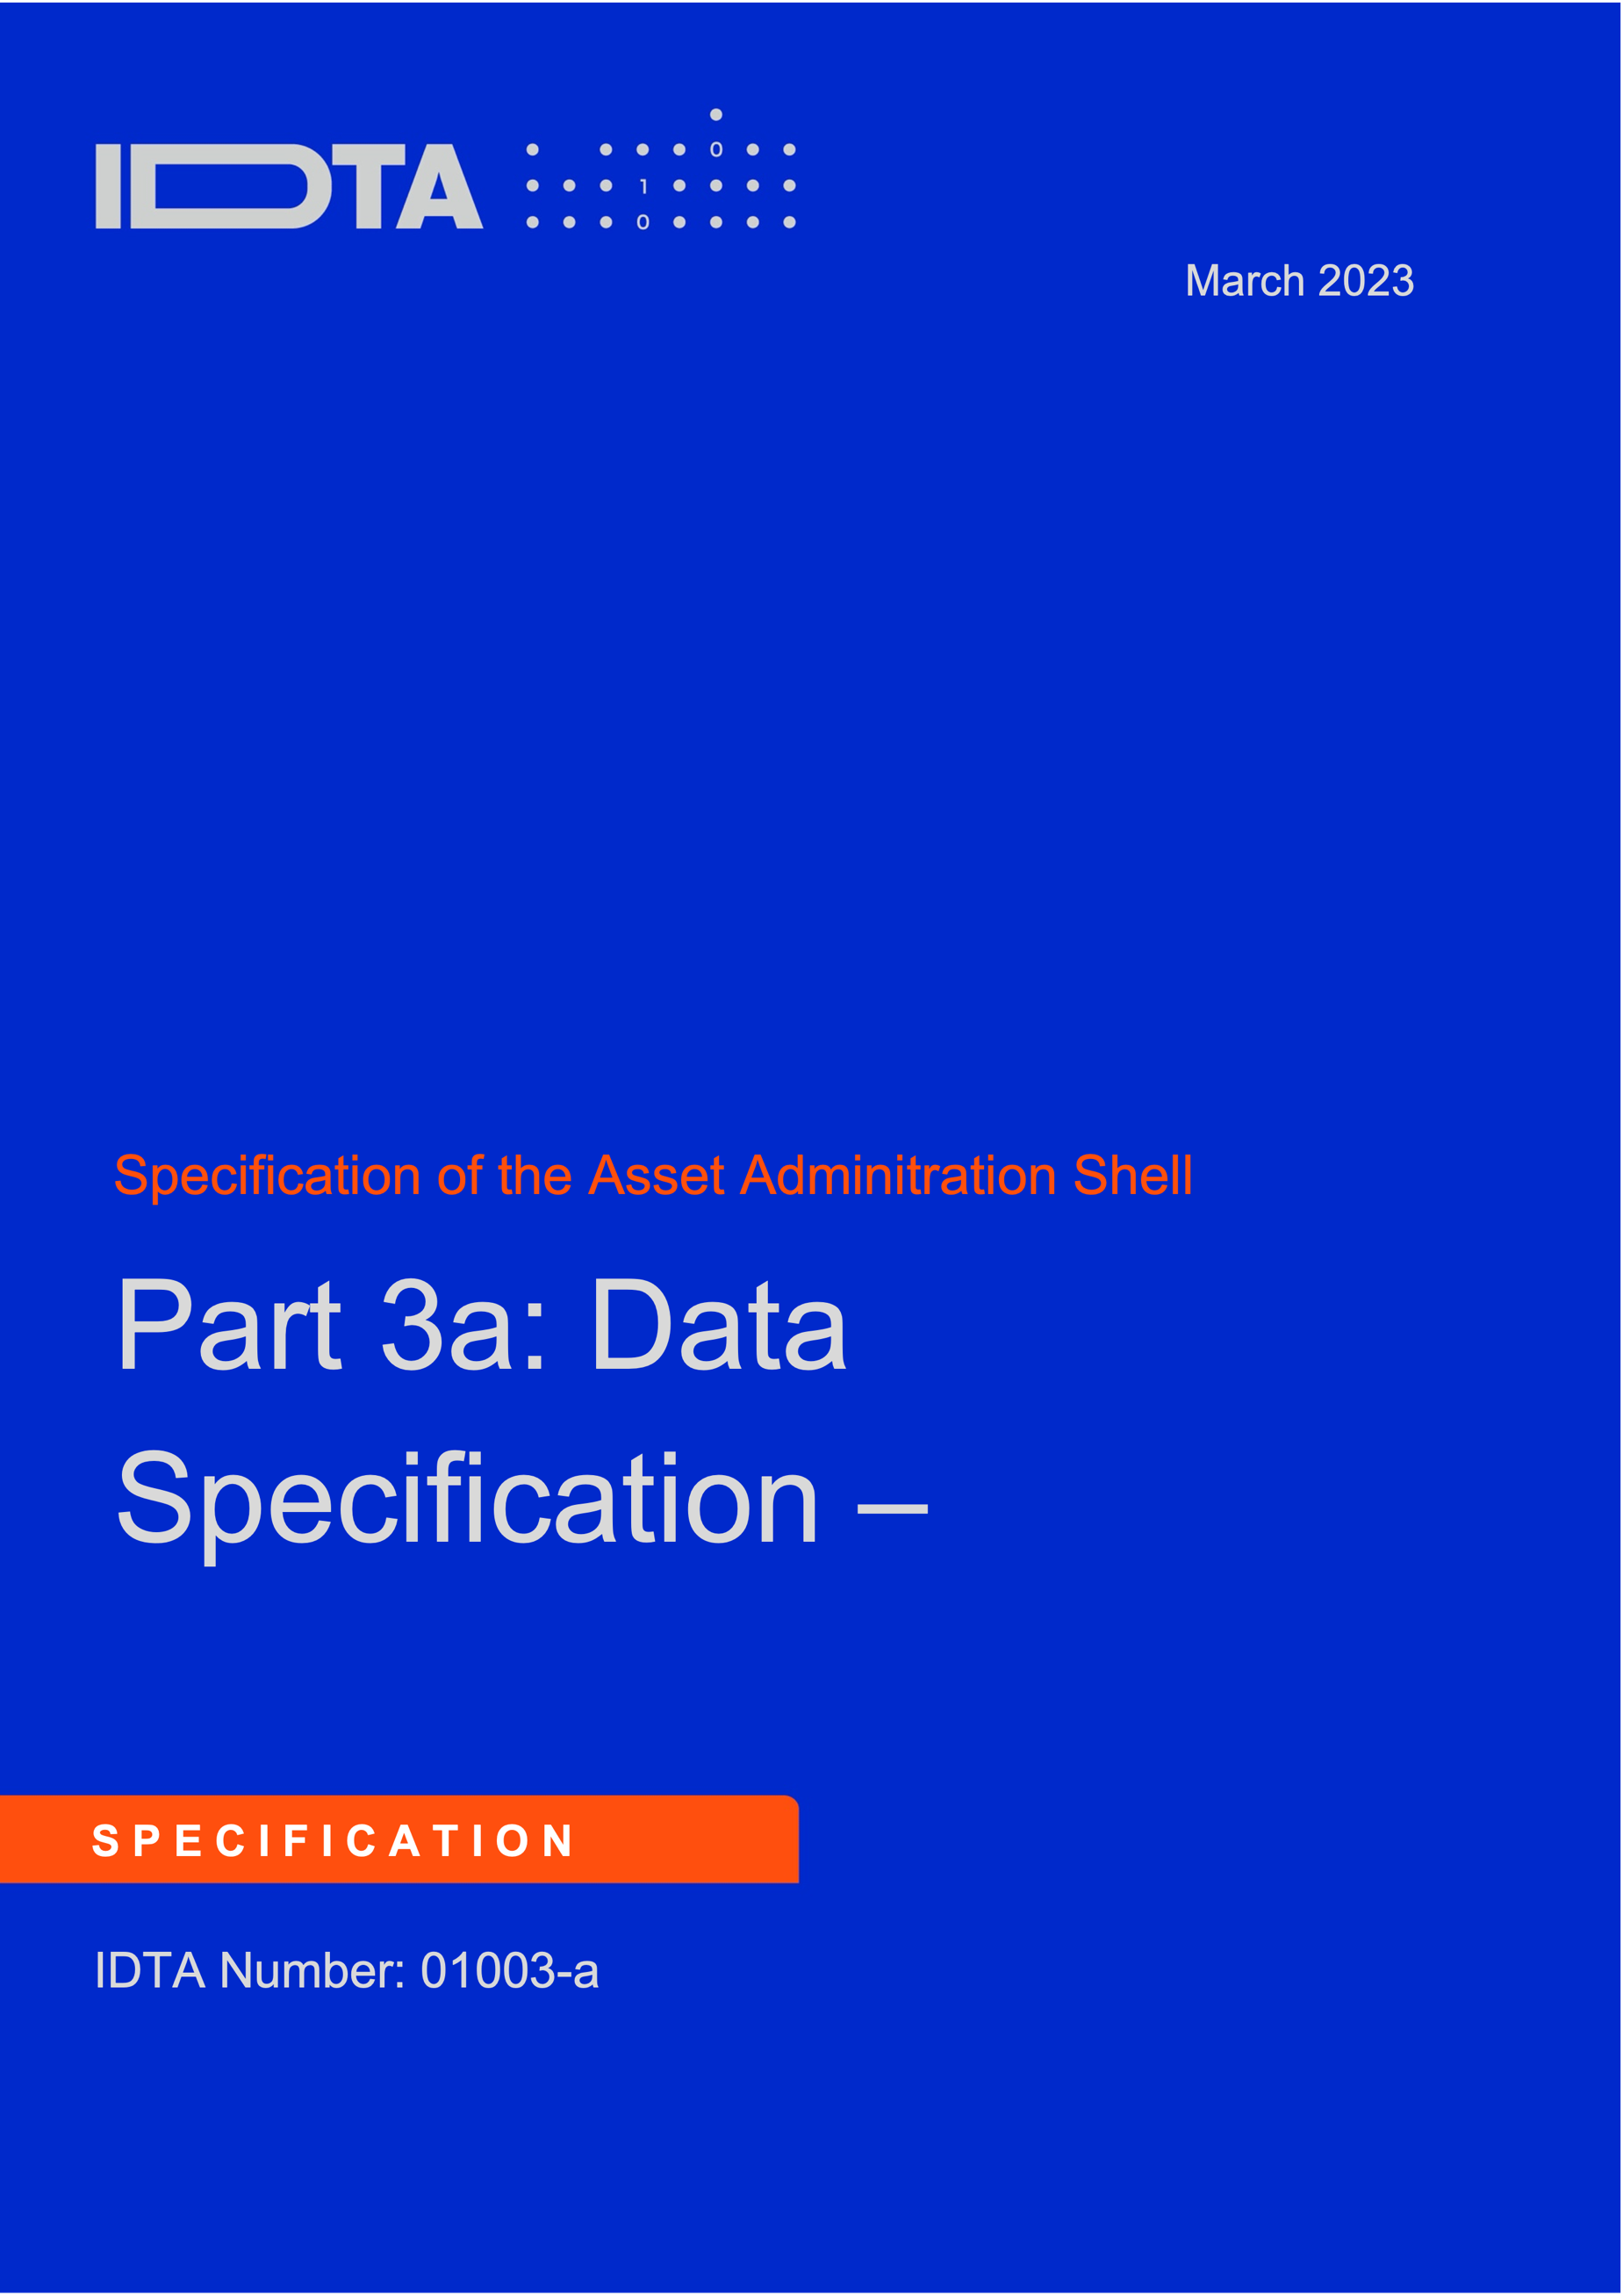 IDTA
0
1
0
March 2023
Specification of the Asset Adminitration Shell
Part 3a: Data
Specification –
SPECIFICATION
IDTA Number: 01003-a